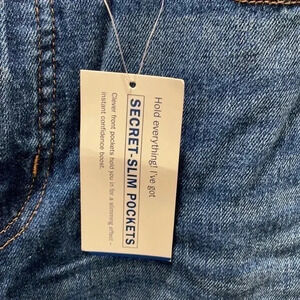 Hold everything! I've got
SECRET-SLIM POCKETS
Clever front pockets hold you in for a slimming effect –
instant confidence boost.